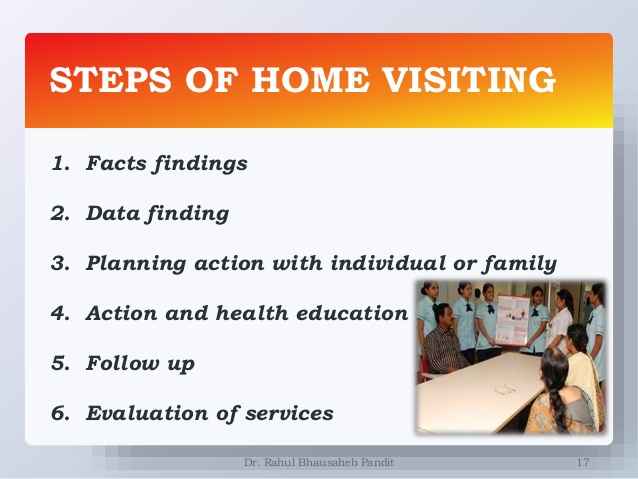 STEPS OF HOME VISITING
1. Facts findings
2. Data finding
3. Planning action with individual or family
4. Action and health education
5. Follow up
6. Evaluation of services
Dr. Rahul Bhausaheb Pandit 17